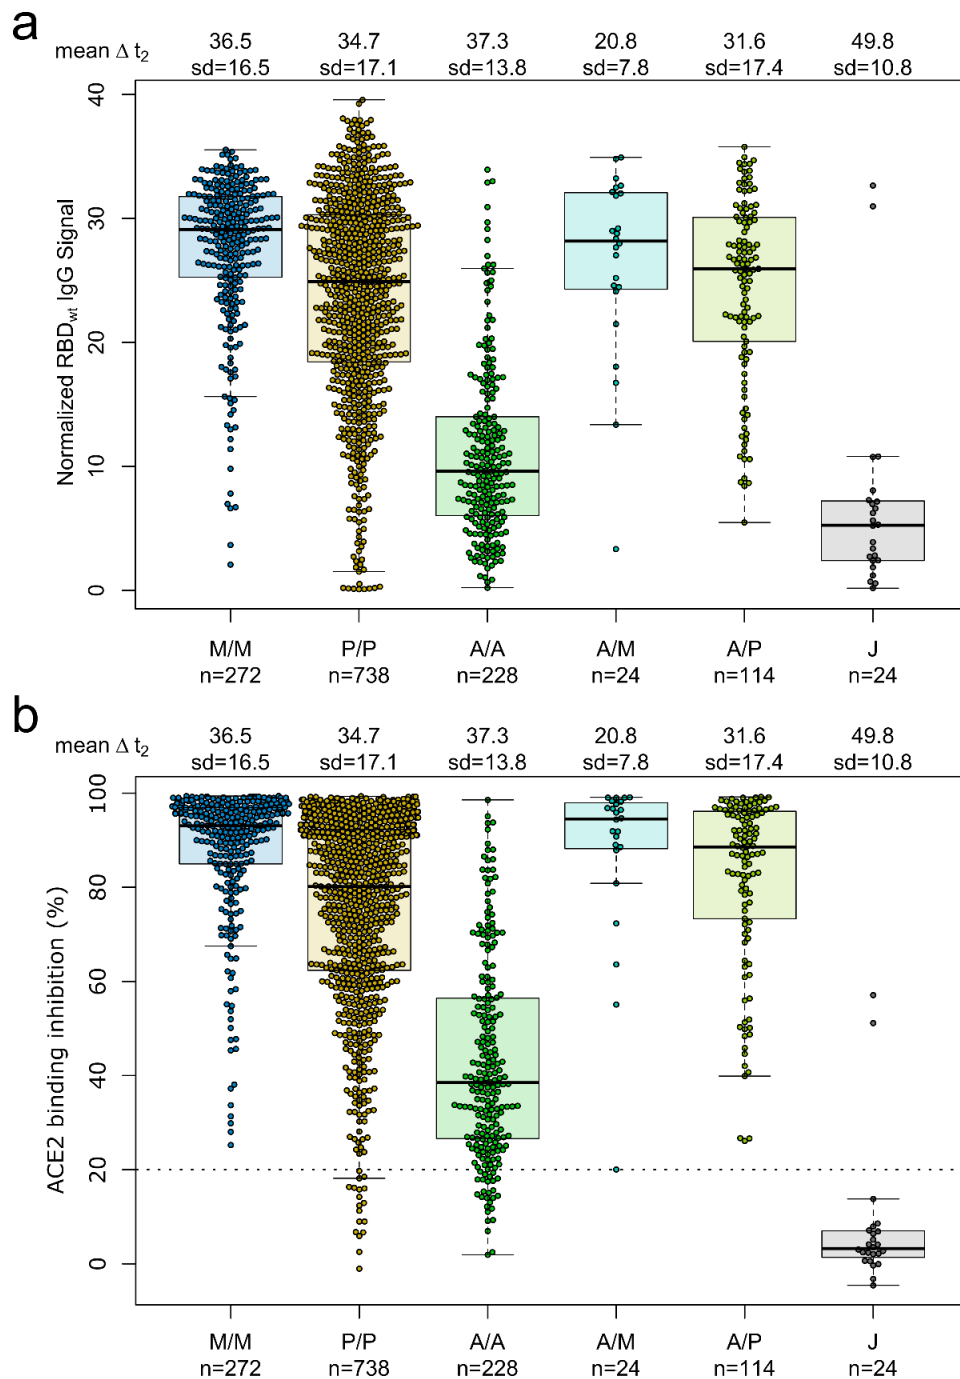 a
mean Δ t2 36.5 34.7 37.3 20.8 31.6 49.8
sd=16.5 sd=17.1 sd=13.8 sd=7.8 sd=17.4 sd=10.8
Normalized RBDwt IgG Signal
40
30
20
10
0
M/M P/P A/A A/M A/P J
n=272 n=738 n=228 n=24 n=114 n=24
b
mean Δ t2 36.5 34.7 37.3 20.8 31.6 49.8
sd=16.5 sd=17.1 sd=13.8 sd=7.8 sd=17.4 sd=10.8
ACE2 binding inhibition (%)
100
80
60
40
20
0
M/M P/P A/A A/M A/P J
n=272 n=738 n=228 n=24 n=114 n=24